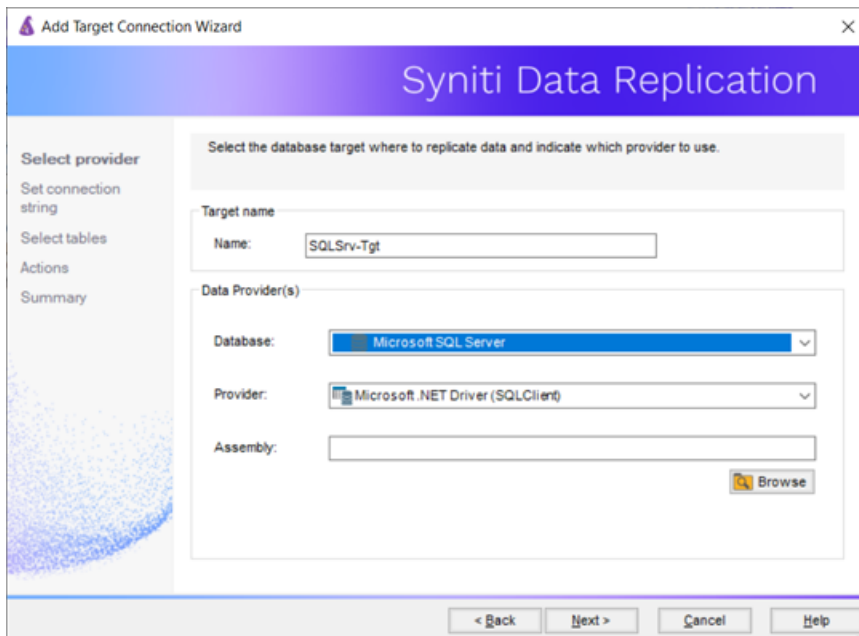 Add Target Connection Wizard
Syniti Data Replication
Select provider
Set connection
string
Select tables
Actions
Summary
Select the database target where to replicate data and indicate which provider to use.
Target name
Name:
SQLSrv-Tgt
Data Provider(s)
Database:
Microsoft SQL Server
Provider:
Microsoft .NET Driver (SQLClient)
Assembly:
Browse
< Back
Next >
Cancel
Help